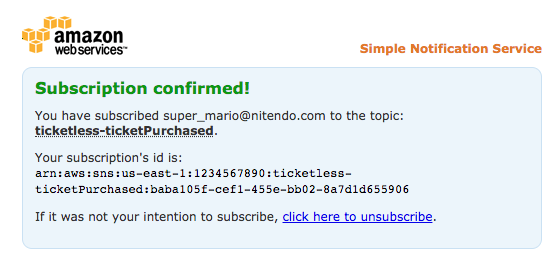 amazon
webservices™
Simple Notification Service
Subscription confirmed!
You have subscribed super_mario@nitendo.com to the topic:
ticketless-ticketPurchased.
Your subscription's id is:
arn:aws:sns:us-east-1:1234567890:ticketless-
ticketPurchased:baba105f-cef1-455e-bb02-8a7d1d655906
If it was not your intention to subscribe, click here to unsubscribe.